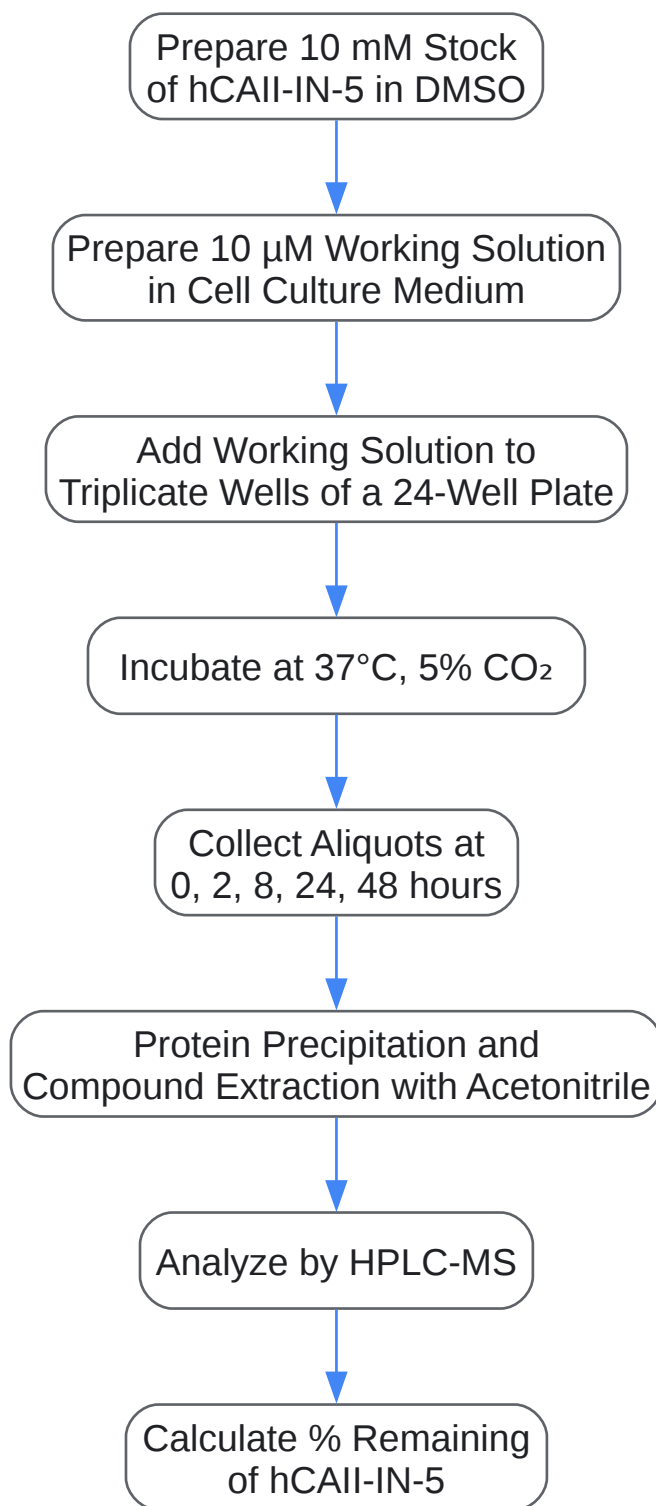 Prepare 10 mM Stock
of hCAII-IN-5 in DMSO
Prepare 10 µM Working Solution
in Cell Culture Medium
Add Working Solution to
Triplicate Wells of a 24-Well Plate
Incubate at 37°C, 5% CO₂
Collect Aliquots at
0, 2, 8, 24, 48 hours
Protein Precipitation and
Compound Extraction with Acetonitrile
Analyze by HPLC-MS
Calculate % Remaining
of hCAII-IN-5